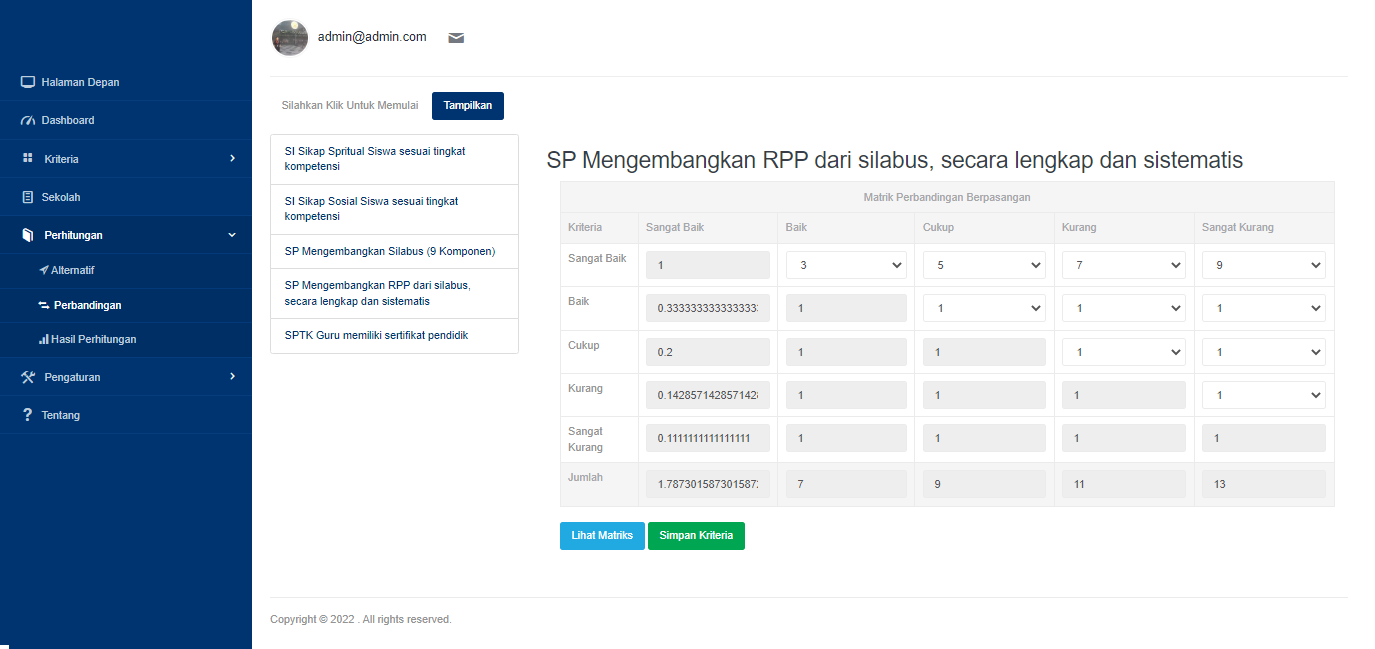 admin@admin.com
Halaman Depan
Dashboard
Kriteria
Sekolah
Perhitungan
Alternatif
Perbandingan
Hasil Perhitungan
Pengaturan
Tentang
Silahkan Klik Untuk Memulai
Tampilkan
SI Sikap Spritual Siswa sesuai tingkat
kompetensi
SI Sikap Sosial Siswa sesuai tingkat
kompetensi
SP Mengembangkan Silabus (9 Komponen)
SP Mengembangkan RPP dari silabus,
secara lengkap dan sistematis
SPTK Guru memiliki sertifikat pendidik
SP Mengembangkan RPP dari silabus, secara lengkap dan sistematis
Matrik Perbandingan Berpasangan
Kriteria Sangat Baik Baik Cukup Kurang Sangat Kurang
Sangat Baik 1 3 5 7 9
Baik 0.333333333333333 1 1 1 1
Cukup 0.2 1 1 1 1
Kurang 0.142857142857142 1 1 1 1
Sangat
Kurang 0.1111111111111111 1 1 1 1
Jumlah 1.787301587301587 7 9 11 13
Lihat Matriks
Simpan Kriteria
Copyright © 2022 . All rights reserved.